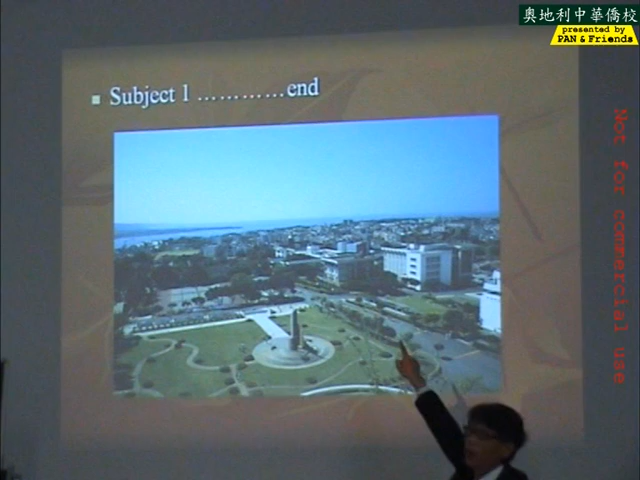 奧地利中華僑校
presented by
PAN & Friends
Subject 1 …………end
Not for commercial use